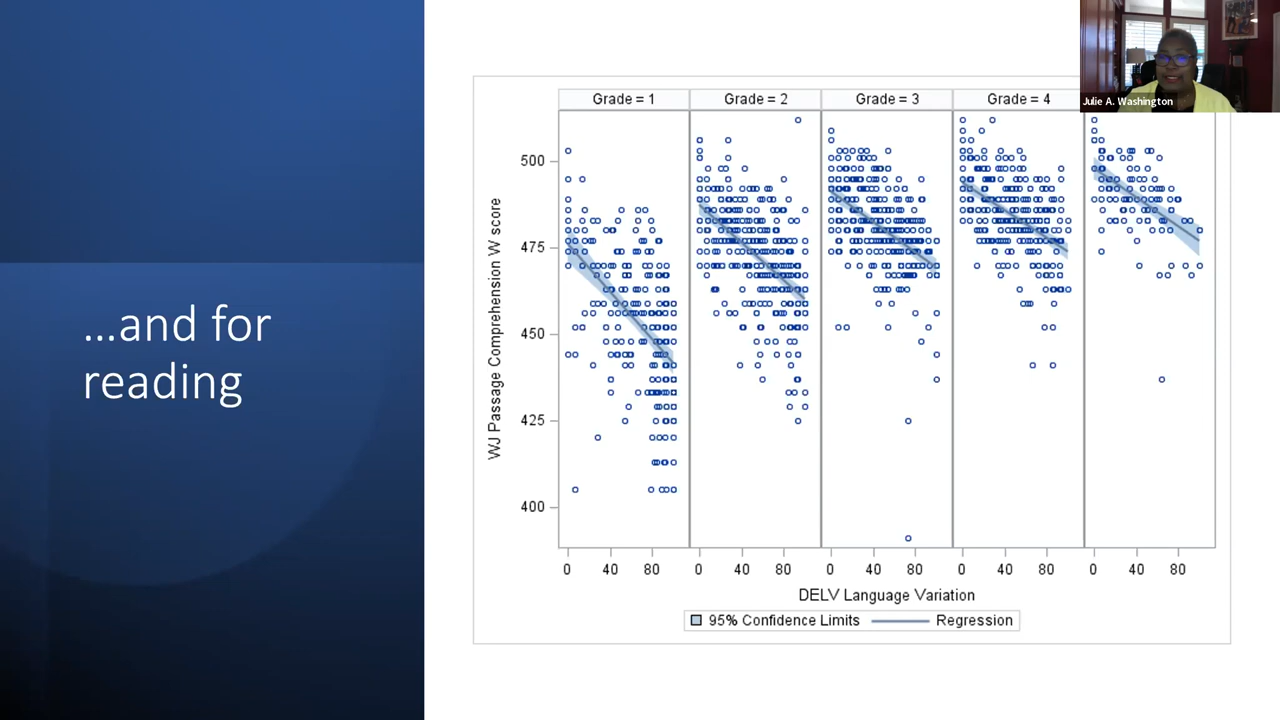 Julie A. Washington
...and for
reading
Grade = 1
Grade = 2
Grade = 3
Grade = 4
WJ Passage Comprehension W score
500
475
450
425
400
0 40 80 0 40 80 0 40 80 0 40 80 0 40 80
DELV Language Variation
95% Confidence Limits
Regression